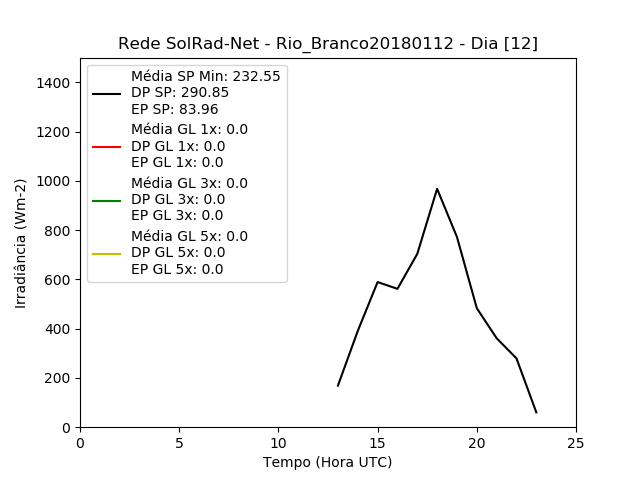 Rede SolRad-Net - Rio_Branco20180112 - Dia [12]
Média SP Min: 232.55
DP SP: 290.85
EP SP: 83.96
Média GL 1x: 0.0
DP GL 1x: 0.0
EP GL 1x: 0.0
Média GL 3x: 0.0
DP GL 3x: 0.0
EP GL 3x: 0.0
Média GL 5x: 0.0
DP GL 5x: 0.0
EP GL 5x: 0.0
Irradiância (Wm-2)
1400
1200
1000
800
600
400
200
0
0 5 10 15 20 25
Tempo (Hora UTC)